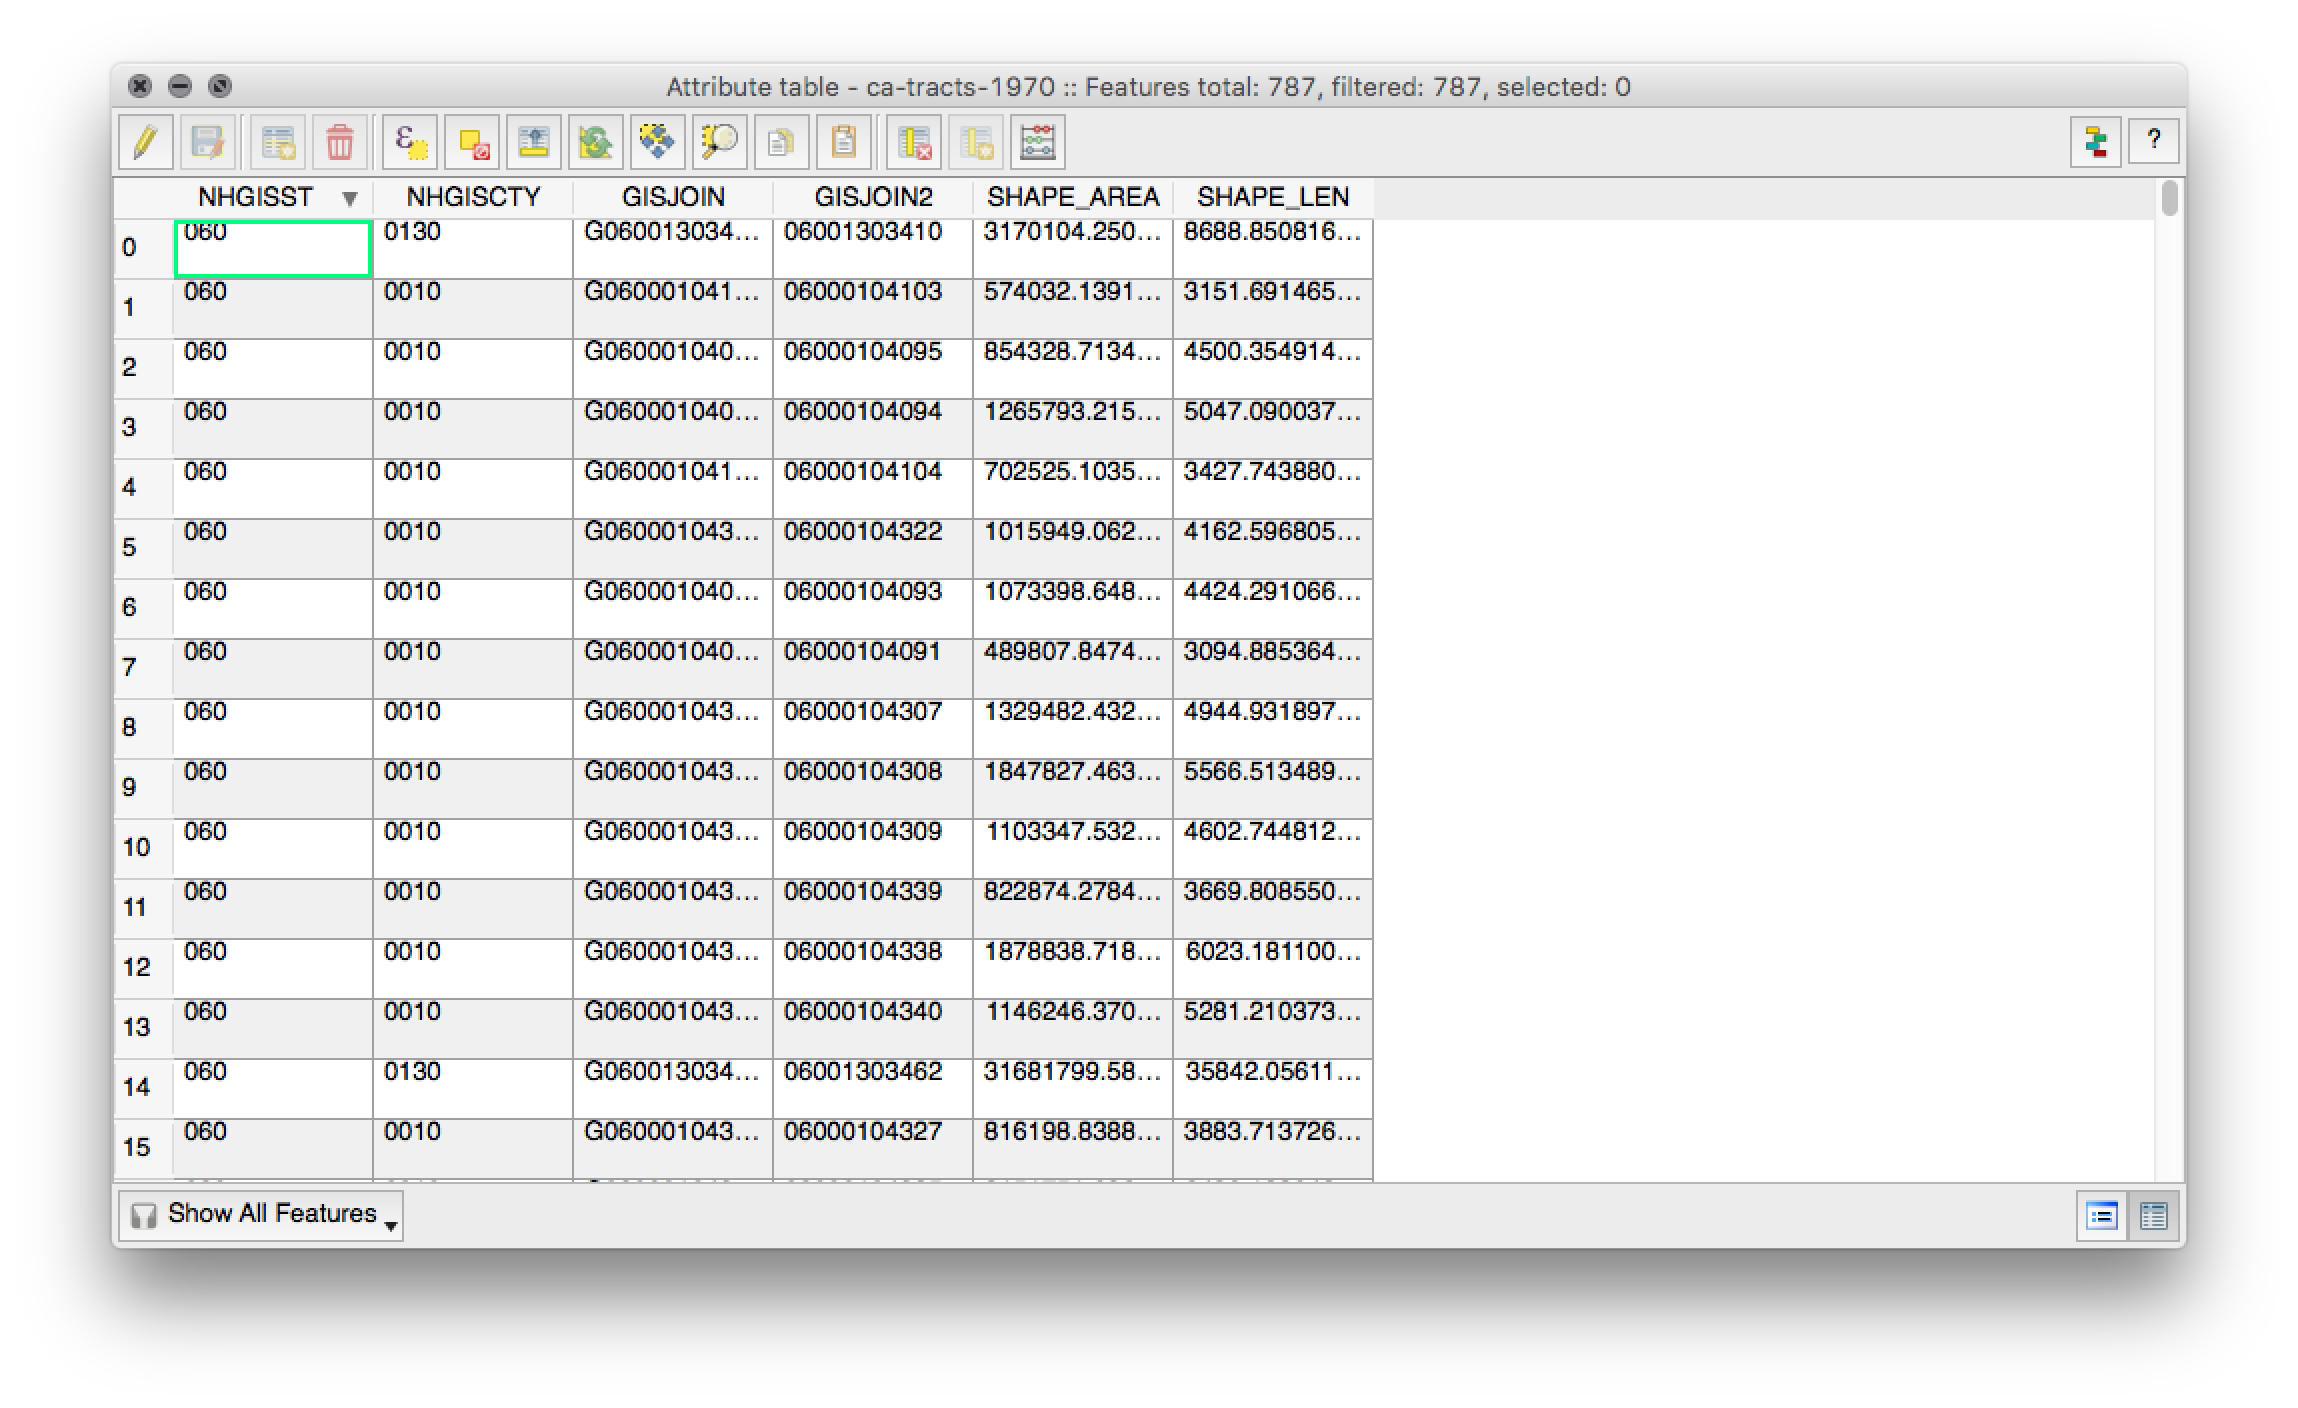 Attribute table - ca-tracts-1970 :: Features total: 787, filtered: 787, selected: 0
ε ?
NHGISST NHGISCTY GISJOIN GISJOIN2 SHAPE_AREA SHAPE_LEN
0 060 0130 G060013034... 06001303410 3170104.250... 8688.850816...
1 060 0010 G060001041... 06000104103 574032.1391... 3151.691465...
2 060 0010 G060001040... 06000104095 854328.7134... 4500.354914...
3 060 0010 G060001040... 06000104094 1265793.215... 5047.090037...
4 060 0010 G060001041... 06000104104 702525.1035... 3427.743880...
5 060 0010 G060001043... 06000104322 1015949.062... 4162.596805...
6 060 0010 G060001040... 06000104093 1073398.648... 4424.291066...
7 060 0010 G060001040... 06000104091 489807.8474... 3094.885364...
8 060 0010 G060001043... 06000104307 1329482.432... 4944.931897...
9 060 0010 G060001043... 06000104308 1847827.463... 5566.513489...
10 060 0010 G060001043... 06000104309 1103347.532... 4602.744812...
11 060 0010 G060001043... 06000104339 822874.2784... 3669.808550...
12 060 0010 G060001043... 06000104338 1878838.718... 6023.181100...
13 060 0010 G060001043... 06000104340 1146246.370... 5281.210373...
14 060 0130 G060013034... 06001303462 31681799.58... 35842.05611...
15 060 0010 G060001043... 06000104327 816198.8388... 3883.713726...
Show All Features